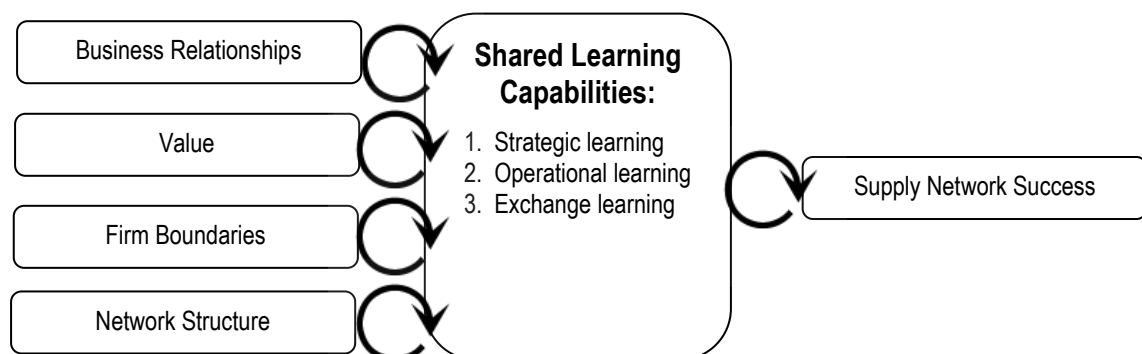 Business Relationships
Value
Firm Boundaries
Network Structure
Shared Learning
Capabilities:
1. Strategic learning
2. Operational learning
3. Exchange learning
Supply Network Success